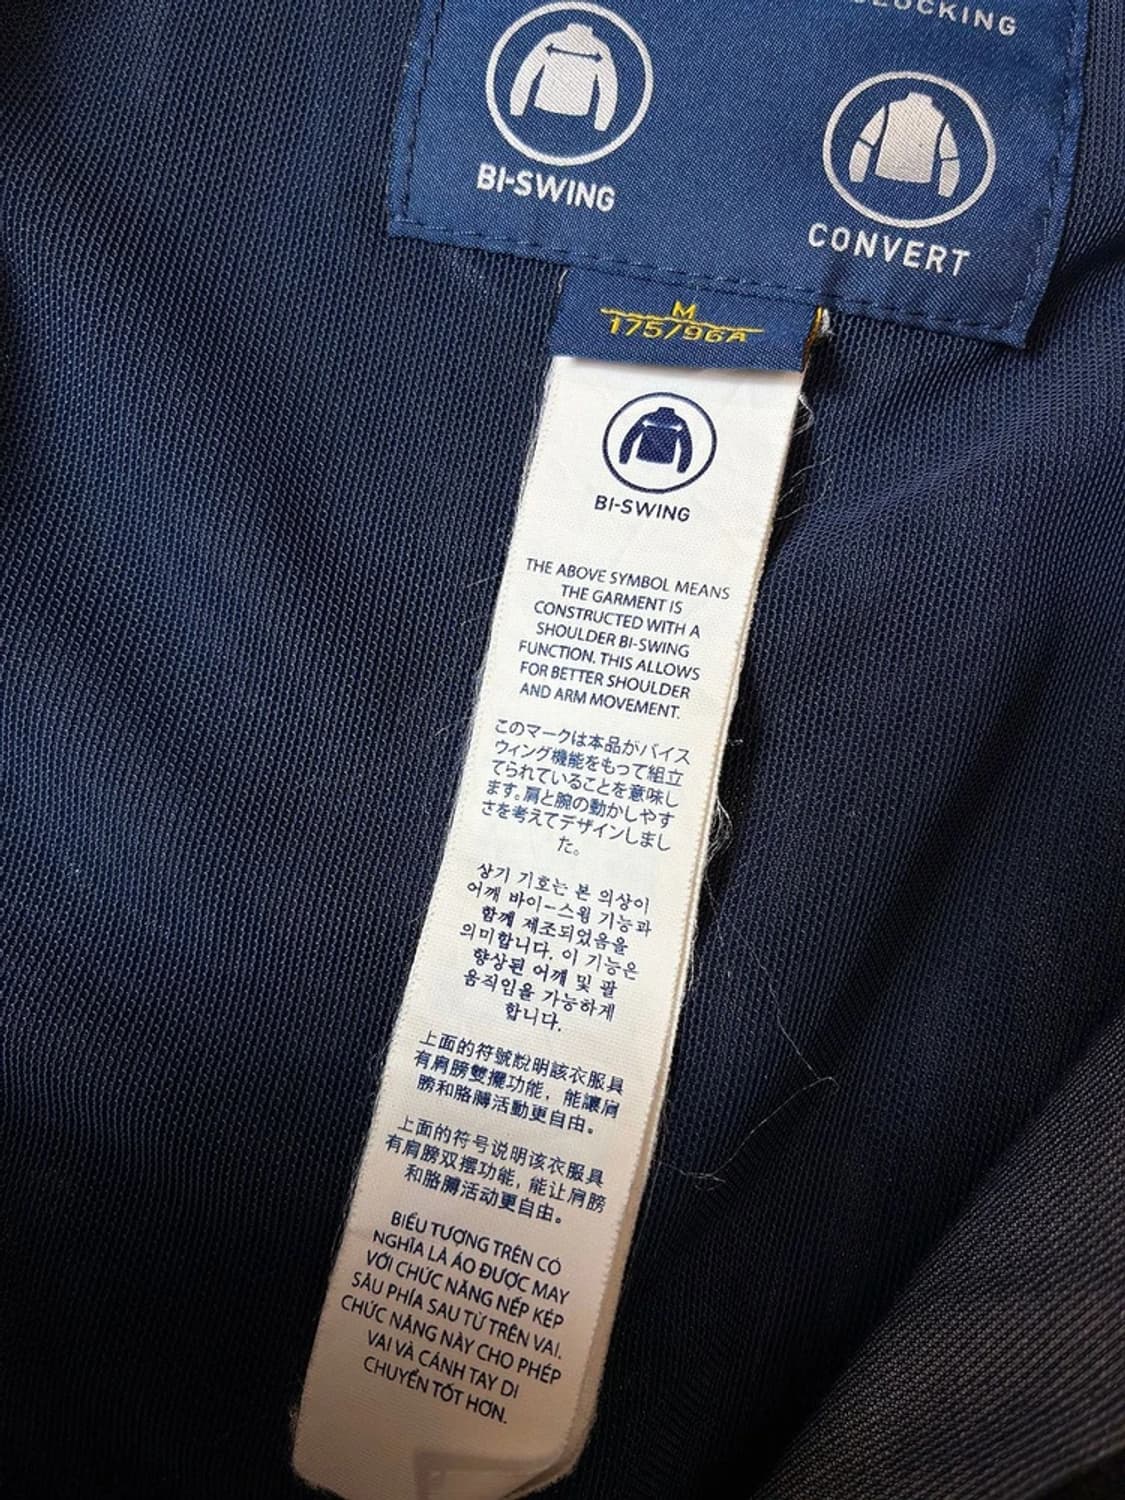 BLOCKING
BI-SWING
CONVERT
M
175/96A
BI-SWING
THE ABOVE SYMBOL MEANS
THE GARMENT IS
CONSTRUCTED WITH A
SHOULDER BI-SWING
FUNCTION. THIS ALLOWS
FOR BETTER SHOULDER
AND ARM MOVEMENT.
このマークは本品がバイス
ウィング機能をもって組立
てられていることを意味し
ます。肩と腕の動かしやす
さを考えてデザインしまし
た。
상기 기호는 본 의상이
어깨 바이-스윙 기능과
함께 제조되었음을
의미합니다. 이 기능은
향상된 어깨 및 팔
움직임을 가능하게
합니다.
上面的符號說明該衣服具
有肩膀雙擺功能，能讓肩
膀和胳膊活動更自由。
上面的符号说明该衣服具
有肩膀双摆功能，能让肩膀
和胳膊活动更自由。
BIỂU TƯỢNG TRÊN CÓ
NGHĨA LÀ ÁO ĐƯỢC MAY
VỚI CHỨC NĂNG NẾP KÉP
SÂU PHÍA SAU TỪ TRÊN VAI.
CHỨC NĂNG NÀY CHO PHÉP
VAI VÀ CÁNH TAY DI
CHUYỂN TỐT HƠN.